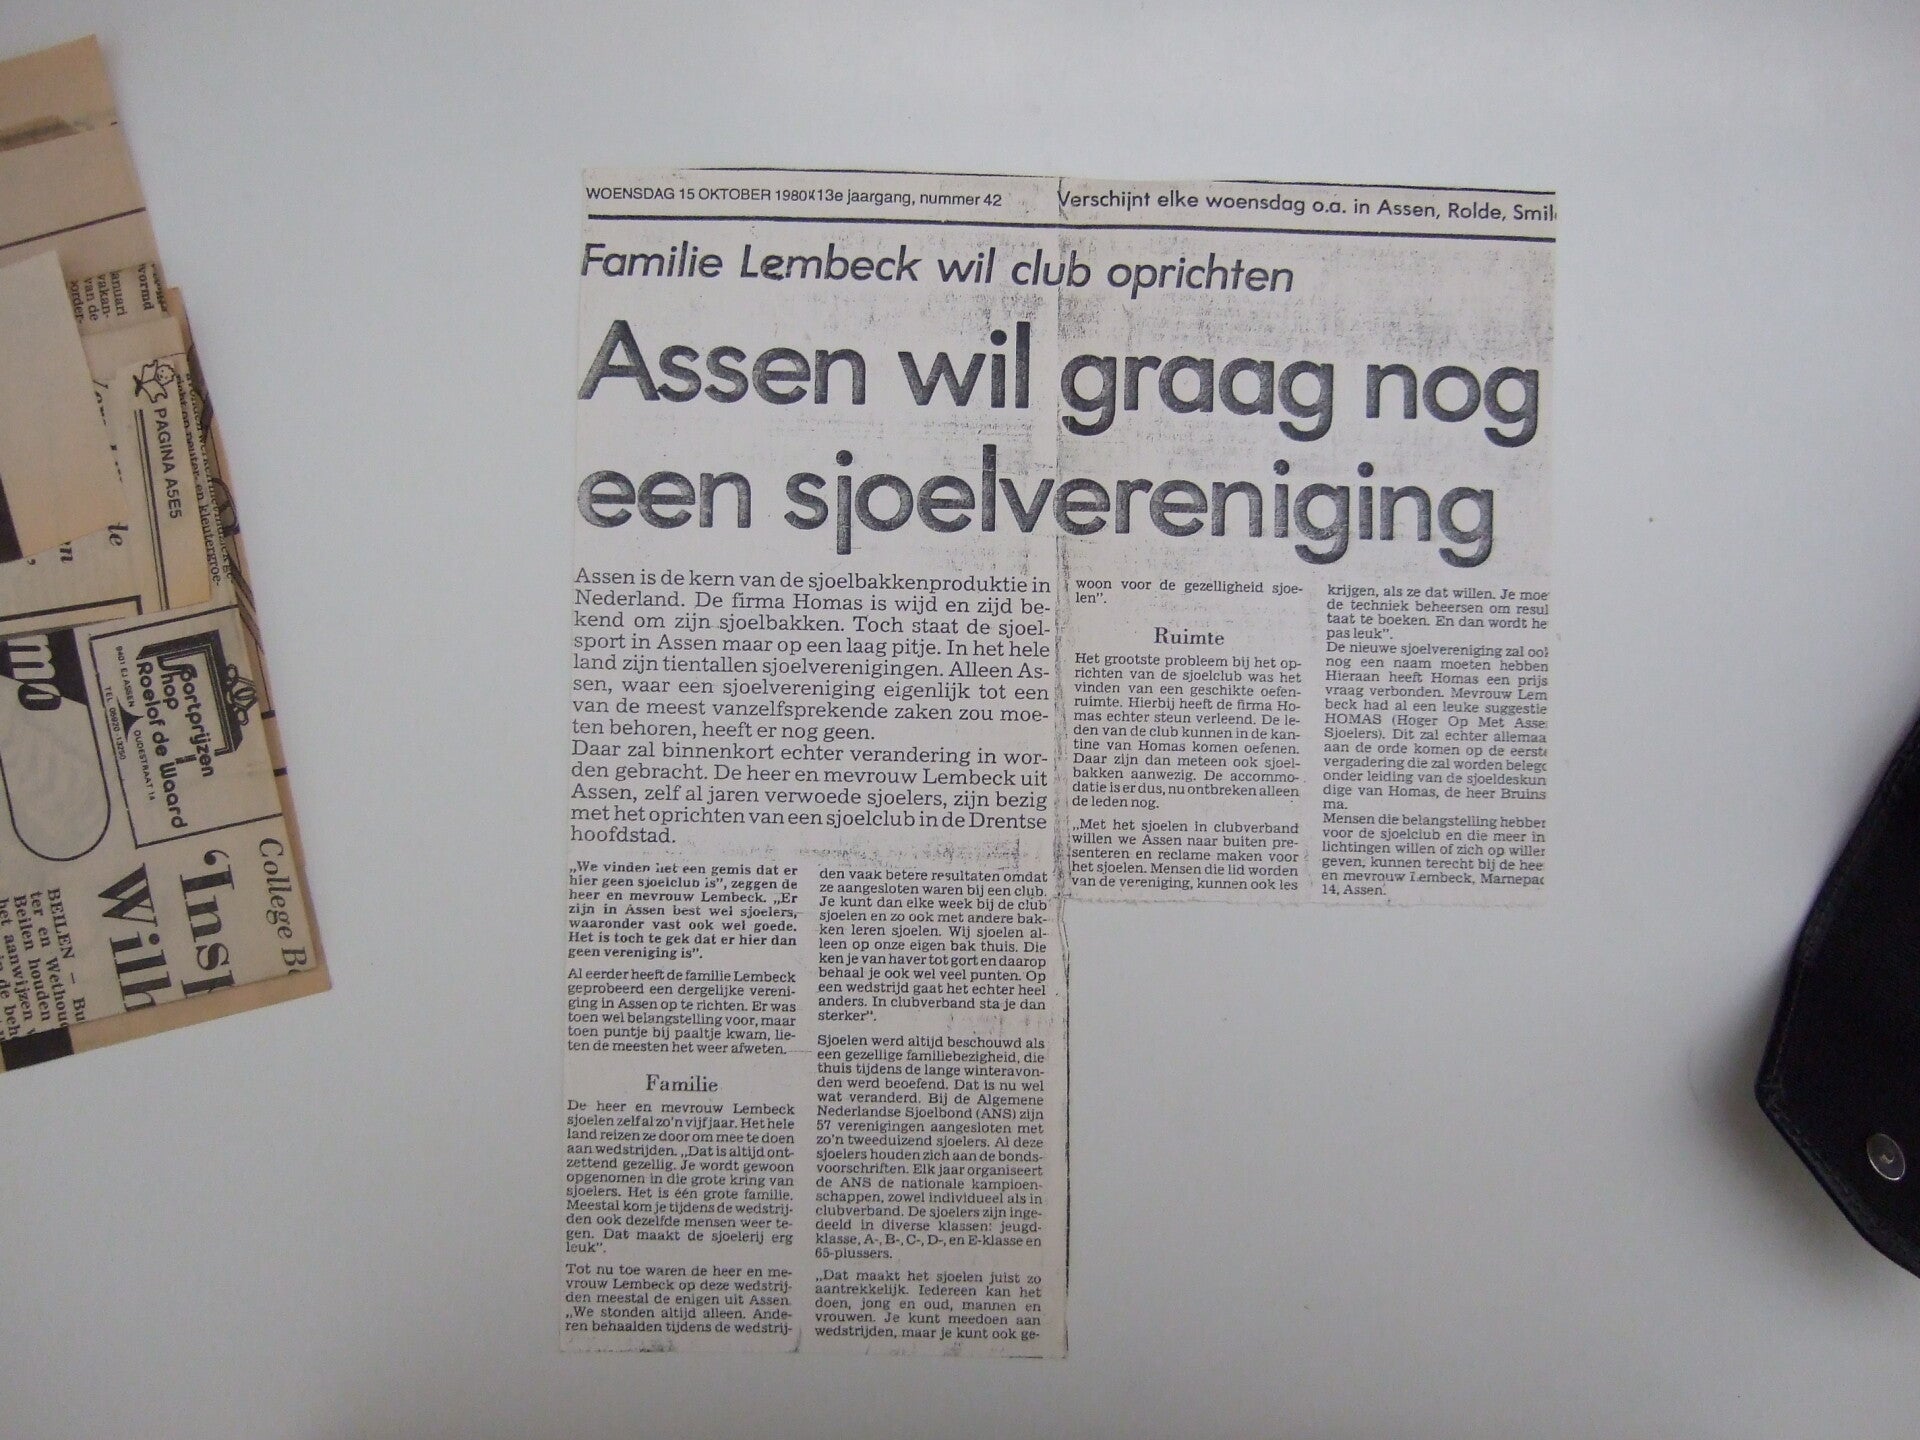 WOENSDAG 15 OKTOBER 1980 13e jaargang, nummer 42
Verschijnt elke woensdag o.a. in Assen, Rolde, Smil
Familie Lembeck wil club oprichten
Assen wil graag nog
een sjoelvereniging
Assen is de kern van de sjoelbakkenproduktie in
Nederland. De firma Homas is wijd en zijd be-
kend om zijn sjoelbakken. Toch staat de sjoel-
sport in Assen maar op een laag pitje. In het hele
land zijn tientallen sjoelverenigingen. Alleen As-
sen, waar een sjoelvereniging eigenlijk tot een
van de meest vanzelfsprekende zaken zou moe-
ten behoren, heeft er nog geen.
Daar zal binnenkort echter verandering in wor-
den gebracht. De heer en mevrouw Lembeck uit
Assen, zelf al jaren verwoede sjoelers, zijn bezig
met het oprichten van een sjoelclub in de Drentse
hoofdstad.
„We vinden het een gemis dat er
hier geen sjoelclub is”, zeggen de
heer en mevrouw Lembeck. „Er
zijn in Assen best wel sjoelers,
waaronder vast ook wel goede.
Het is toch te gek dat er hier dan
geen vereniging is”.
Al eerder heeft de familie Lembeck
geprobeerd een dergelijke vereni-
ging in Assen op te richten. Er was
toen wel belangstelling voor, maar
toen puntje bij paaltje kwam, lie-
ten de meesten het weer afweten.
Familie
De heer en mevrouw Lembeck
sjoelen zelf al zo'n vijf jaar. Het hele
land reizen ze door om mee te doen
aan wedstrijden. „Dat is altijd ont-
zettend gezellig. Je wordt gewoon
opgenomen in die grote kring van
sjoelers. Het is één grote familie.
Meestal kom je tijdens de wedstrij-
den ook dezelfde mensen weer te-
gen. Dat maakt de sjoelerij erg
leuk”.
Tot nu toe waren de heer en me-
vrouw Lembeck op deze wedstrij-
den meestal de enigen uit Assen.
„We stonden altijd alleen. Ande-
ren behaalden tijdens de wedstrij-
den vaak betere resultaten omdat
ze aangesloten waren bij een club.
Je kunt dan elke week bij de club
sjoelen en zo ook met andere bak-
ken leren sjoelen. Wij sjoelen al-
leen op onze eigen bak thuis. Die
ken je van haver tot gort en daarop
behaal je ook wel veel punten. Op
een wedstrijd gaat het echter heel
anders. In clubverband sta je dan
sterker”.
Sjoelen werd altijd beschouwd als
een gezellige familiebezigheid, die
thuis tijdens de lange winteravon-
den werd beoefend. Dat is nu wel
wat veranderd. Bij de Algemene
Nederlandse Sjoelbond (ANS) zijn
57 verenigingen aangesloten met
zo'n tweeduizend sjoelers. Al deze
sjoelers houden zich aan de bonds-
voorschriften. Elk jaar organiseert
de ANS de nationale kampioen-
schappen, zowel individueel als in
clubverband. De sjoelers zijn inge-
deeld in diverse klassen: jeugd-
klasse, A-, B-, C-, D-, en E-klasse en
65-plussers.
„Dat maakt het sjoelen juist zo
aantrekkelijk. Iedereen kan het
doen, jong en oud, mannen en
vrouwen. Je kunt meedoen aan
wedstrijden, maar je kunt ook ge-
woon voor de gezelligheid sjoe-
len”.
Ruimte
Het grootste probleem bij het op-
richten van de sjoelclub was het
vinden van een geschikte oefen-
ruimte. Hierbij heeft de firma Ho-
mas echter steun verleend. De le-
den van de club kunnen in de kan-
tine van Homas komen oefenen.
Daar zijn dan meteen ook sjoel-
bakken aanwezig. De accommo-
datie is er dus, nu ontbreken alleen
de leden nog.
„Met het sjoelen in clubverband
willen we Assen naar buiten pre-
senteren en reclame maken voor
het sjoelen. Mensen die lid worden
van de vereniging, kunnen ook les
krijgen, als ze dat willen. Je moe
de techniek beheersen om resul
taat te boeken. En dan wordt he
pas leuk”.
De nieuwe sjoelvereniging zal ool
nog een naam moeten hebben
Hieraan heeft Homas een prijs
vraag verbonden. Mevrouw Lem
beck had al een leuke suggestie
HOMAS (Hoger Op Met Asse
Sjoelers). Dit zal echter allemaa
aan de orde komen op de eerste
vergadering die zal worden beleg
onder leiding van de sjoeldeskun
dige van Homas, de heer Bruins
ma.
Mensen die belangstelling hebben
voor de sjoelclub en die meer in
lichtingen willen of zich op willen
geven, kunnen terecht bij de hee
en mevrouw Lembeck, Marnepad
14, Assen.
PAGINA A5E5
Sportprijzen
Shop
Roelof de Waard
9401 EJ ASSEN
OUDESTRAAT 14
TEL. 05920-13750
College B
'Ins
Wilh
BEILEN – Bu
ter en Wethou
Beilen houden
het aanwijzen